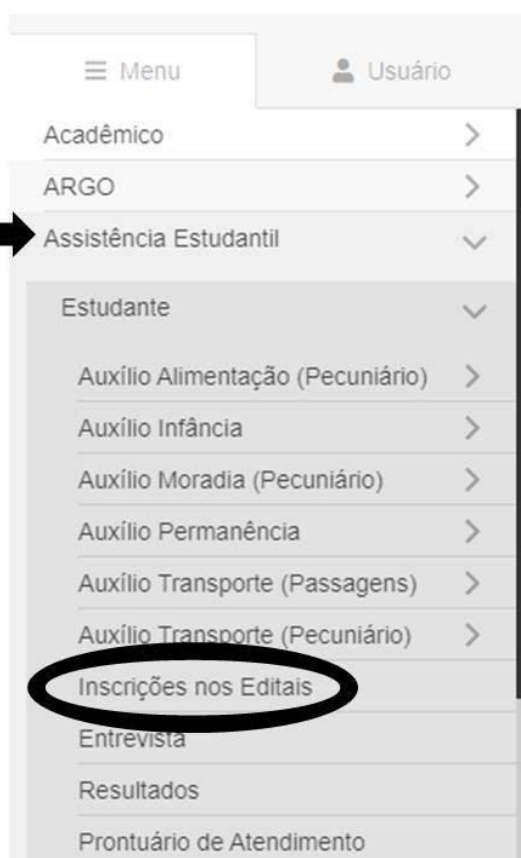 Menu
Usuário
Acadêmico
ARGO
Assistência Estudantil
Estudante
Auxílio Alimentação (Pecuniário)
Auxílio Infância
Auxílio Moradia (Pecuniário)
Auxílio Permanência
Auxílio Transporte (Passagens)
Auxílio Transporte (Pecuniário)
Inscrições nos Editais
Entrevista
Resultados
Prontuário de Atendimento